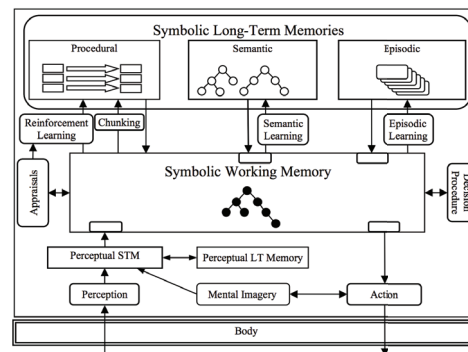 Symbolic Long-Term Memories
Procedural
Semantic
Episodic
Reinforcement
Learning
Chunking
Semantic
Learning
Episodic
Learning
Symbolic Working Memory
Appraisals
Decision
Procedure
Perceptual STM
Perceptual LT Memory
Perception
Mental Imagery
Action
Body